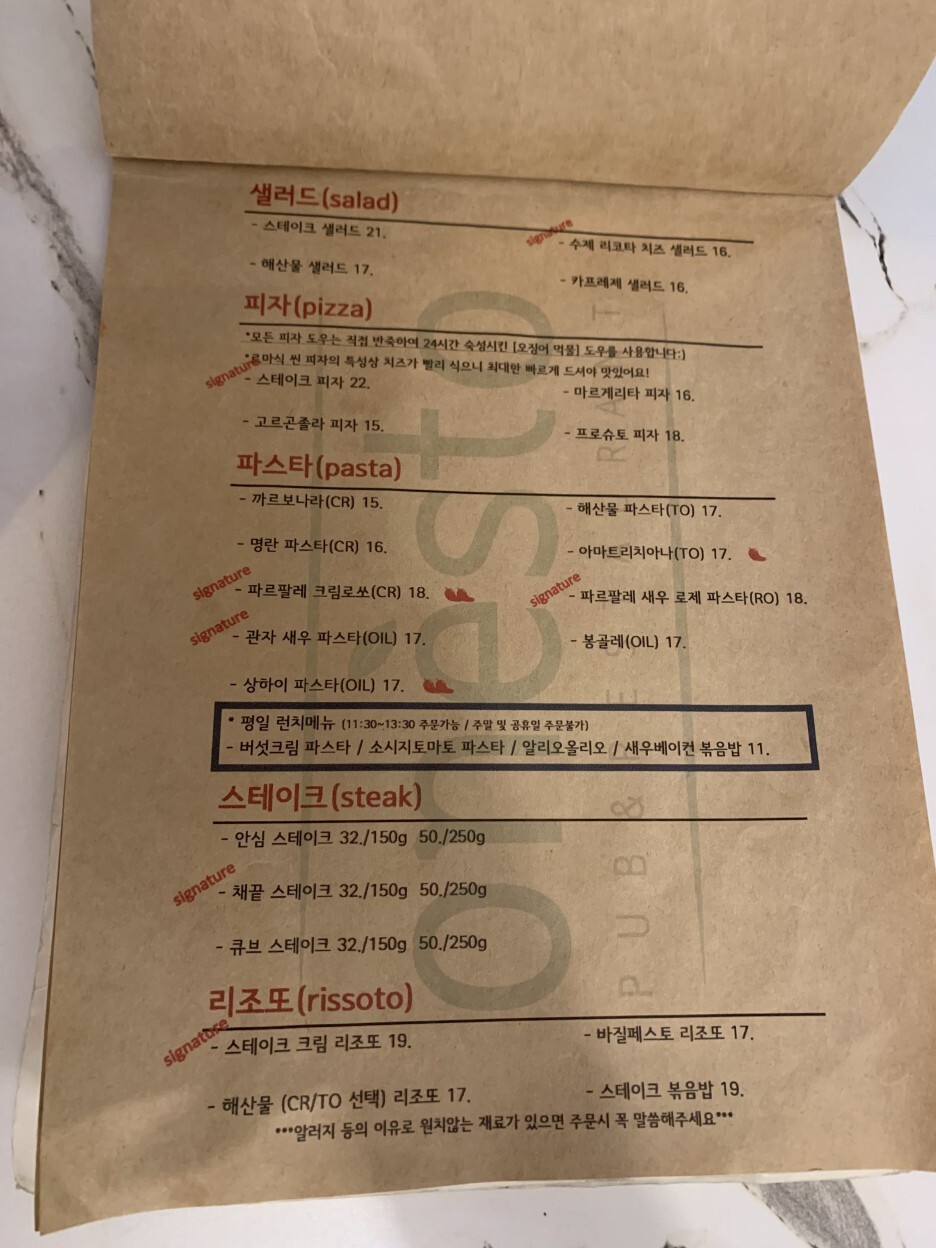 샐러드(salad)
- 스테이크 샐러드 21.
signature
- 수제 리코타 치즈 샐러드 16.
- 해산물 샐러드 17.
- 카프레제 샐러드 16.
피자(pizza)
*모든 피자 도우는 직접 반죽하여 24시간 숙성시킨 [오징어 먹물] 도우를 사용합니다:)
*로마식 씬 피자의 특성상 치즈가 빨리 식으니 최대한 빠르게 드셔야 맛있어요!
signature
- 스테이크 피자 22.
- 마르게리타 피자 16.
- 고르곤졸라 피자 15.
- 프로슈토 피자 18.
파스타(pasta)
- 까르보나라(CR) 15.
- 해산물 파스타(TO) 17.
- 명란 파스타(CR) 16.
- 아마트리치아나(TO) 17.
signature
- 파르팔레 크림로쏘(CR) 18.
signature
- 파르팔레 새우 로제 파스타(RO) 18.
signature
- 관자 새우 파스타(OIL) 17.
- 봉골레(OIL) 17.
- 상하이 파스타(OIL) 17.
* 평일 런치메뉴 (11:30~13:30 주문가능 / 주말 및 공휴일 주문불가)
- 버섯크림 파스타 / 소시지토마토 파스타 / 알리오올리오 / 새우베이컨 볶음밥 11.
스테이크(steak)
- 안심 스테이크 32./150g 50./250g
signature
- 채끝 스테이크 32./150g 50./250g
- 큐브 스테이크 32./150g 50./250g
리조또(rissoto)
signature
- 스테이크 크림 리조또 19.
- 바질페스토 리조또 17.
- 해산물 (CR/TO 선택) 리조또 17.
- 스테이크 볶음밥 19.
***알러지 등의 이유로 원치않는 재료가 있으면 주문시 꼭 말씀해주세요***
onesto
PUB &